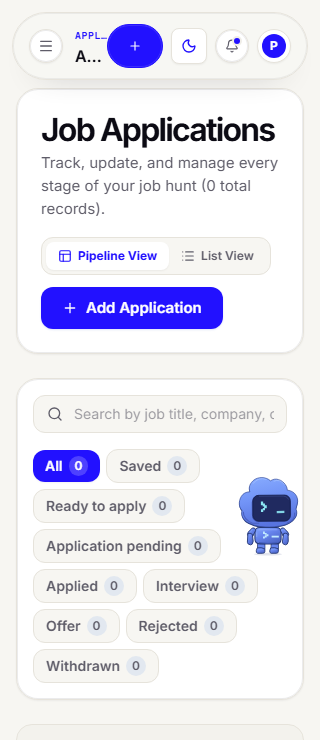 APPL...
A...
P
Job Applications
Track, update, and manage every
stage of your job hunt (0 total
records).
Pipeline View
List View
+ Add Application
Search by job title, company, c
All 0
Saved 0
Ready to apply 0
Application pending 0
Applied 0
Interview 0
Offer 0
Rejected 0
Withdrawn 0